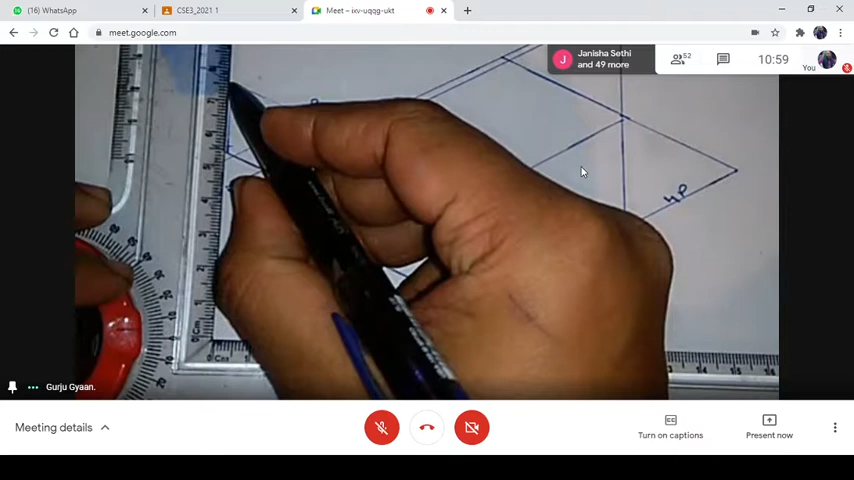 (16) WhatsApp
CSE3_2021 1
Meet – ixv-uqqg-ukt
meet.google.com
Janisha Sethi
and 49 more
52
10:59
You
HP
Gurju Gyaan.
Meeting details
Turn on captions
Present now